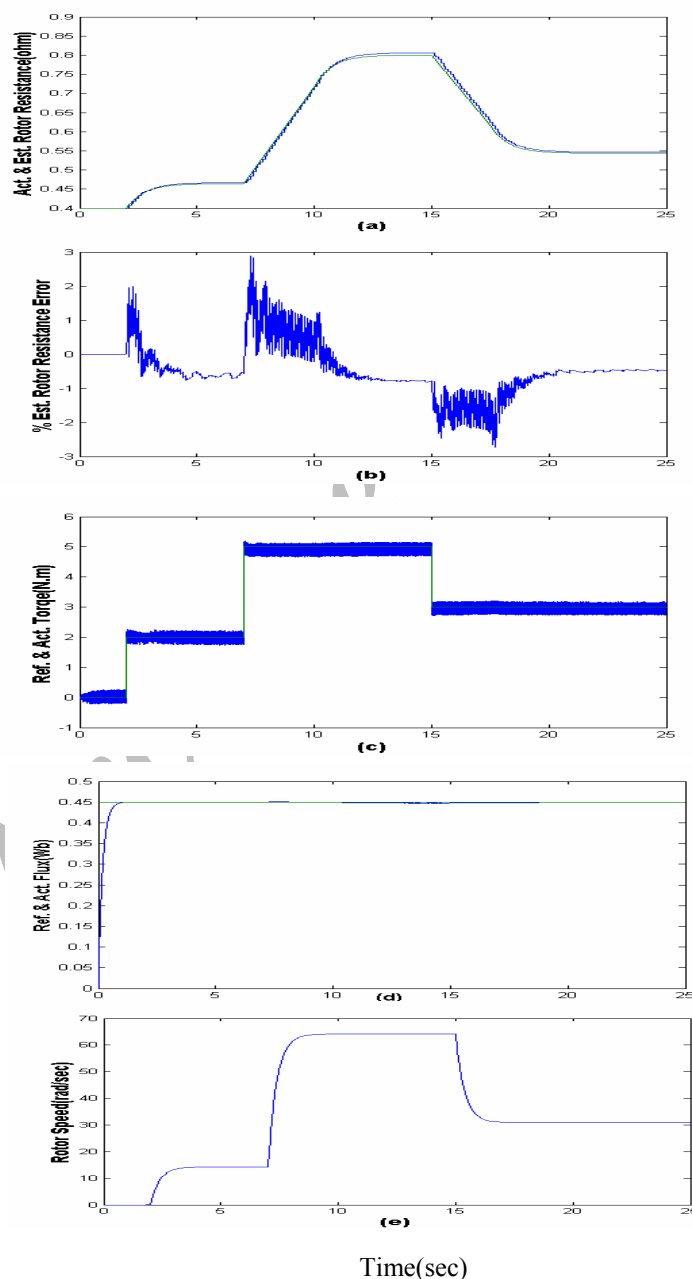 Act. & Est. Rotor Resistance(ohm)
0.9
0.85
0.8
0.75
0.7
0.65
0.6
0.55
0.5
0.45
0.4
0 5 10 15 20 25
(a)
% Est. Rotor Resistance Error
3
2
1
0
-1
-2
-3
0 5 10 15 20 25
(b)
Ref. & Act. Torqe(N.m)
6
5
4
3
2
1
0
-1
0 5 10 15 20 25
(c)
Ref. & Act. Flux(Wb)
0.5
0.45
0.4
0.35
0.3
0.25
0.2
0.15
0.1
0.05
0
0 5 10 15 20 25
(d)
Rotor Speed(rad/sec)
70
60
50
40
30
20
10
0
0 5 10 15 20 25
(e)
Time(sec)